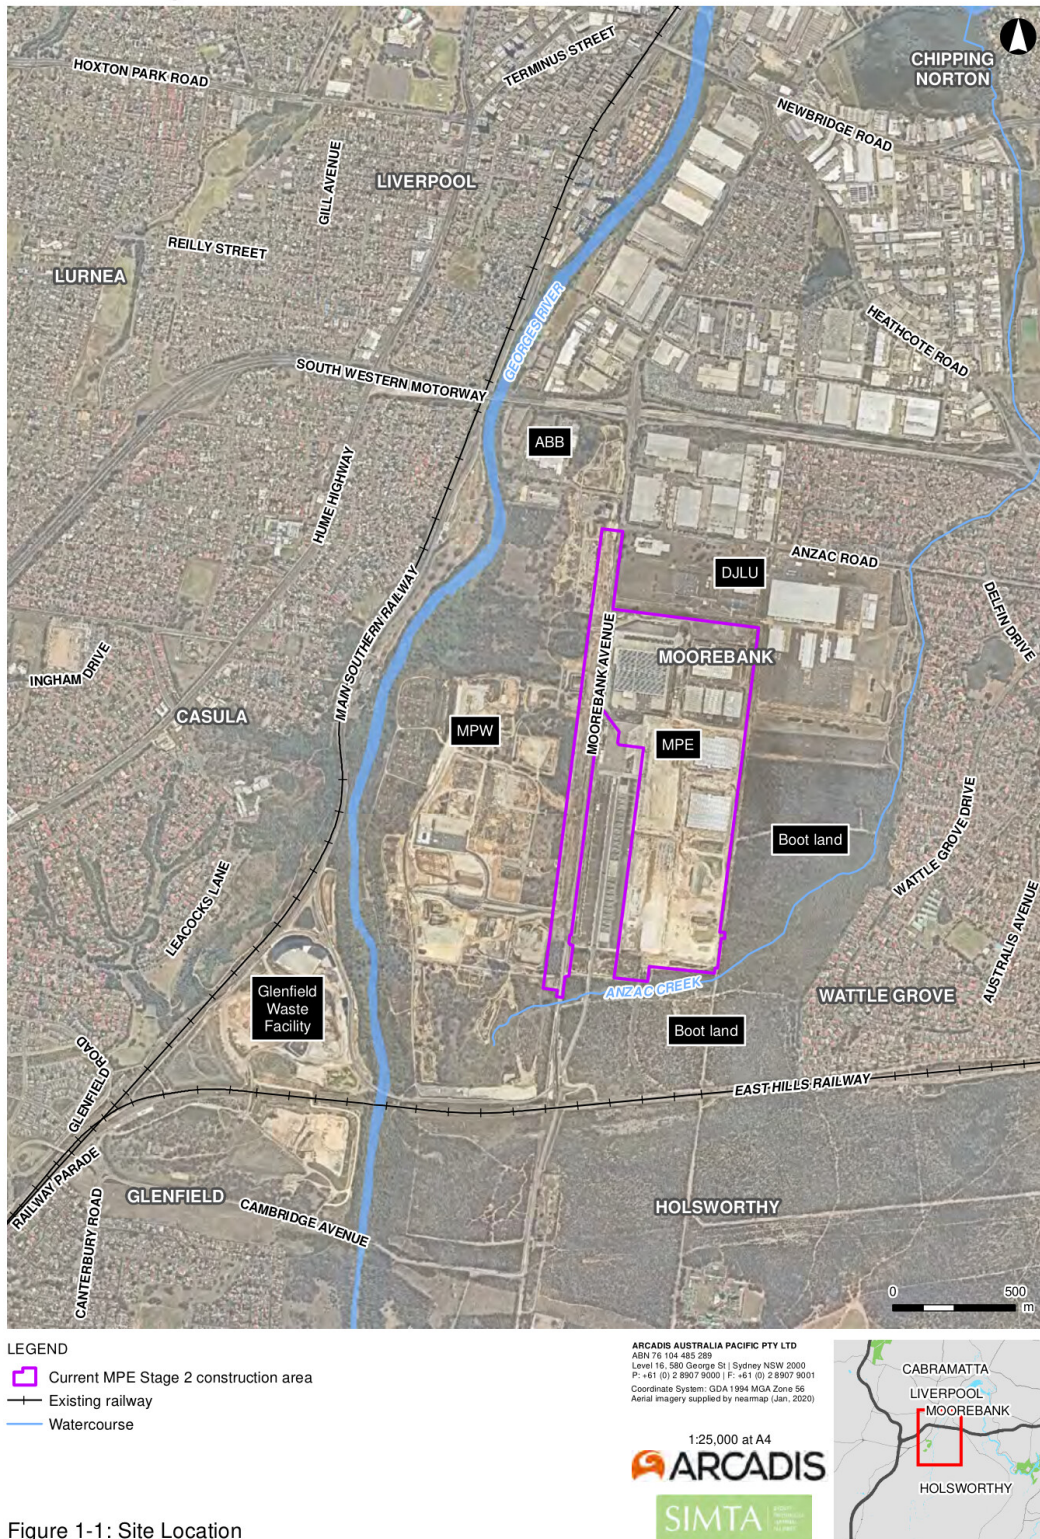 CHIPPING
NORTON
HOXTON PARK ROAD
TERMINUS STREET
NEWBRIDGE ROAD
GILL AVENUE
LIVERPOOL
REILLY STREET
LURNEA
GEORGES RIVER
HEATHCOTE ROAD
SOUTH WESTERN MOTORWAY
ABB
HUME HIGHWAY
ANZAC ROAD
DJLU
DELFIN DRIVE
MAIN SOUTHERN RAILWAY
MOOREBANK AVENUE
MOOREBANK
INGHAM DRIVE
CASULA
MPW
MPE
Boot land
WATTLE GROVE DRIVE
LEACOCKS LANE
AUSTRALIS AVENUE
Glenfield
Waste
Facility
ANZAC CREEK
WATTLE GROVE
Boot land
GLENFIELD ROAD
EAST HILLS RAILWAY
RAILWAY PARADE
GLENFIELD
CAMBRIDGE AVENUE
HOLSWORTHY
CANTERBURY ROAD
0 500
m
LEGEND
Current MPE Stage 2 construction area
Existing railway
Watercourse
ARCADIS AUSTRALIA PACIFIC PTY LTD
ABN 76 104 485 289
Level 16, 580 George St | Sydney NSW 2000
P: +61 (0) 2 8907 9000 | F: +61 (0) 2 8907 9001
Coordinate System: GDA 1994 MGA Zone 56
Aerial imagery supplied by nearmap (Jan, 2020)
1:25,000 at A4
ARCADIS
SIMTA
CABRAMATTA
LIVERPOOL
MOOREBANK
HOLSWORTHY
Figure 1-1: Site Location